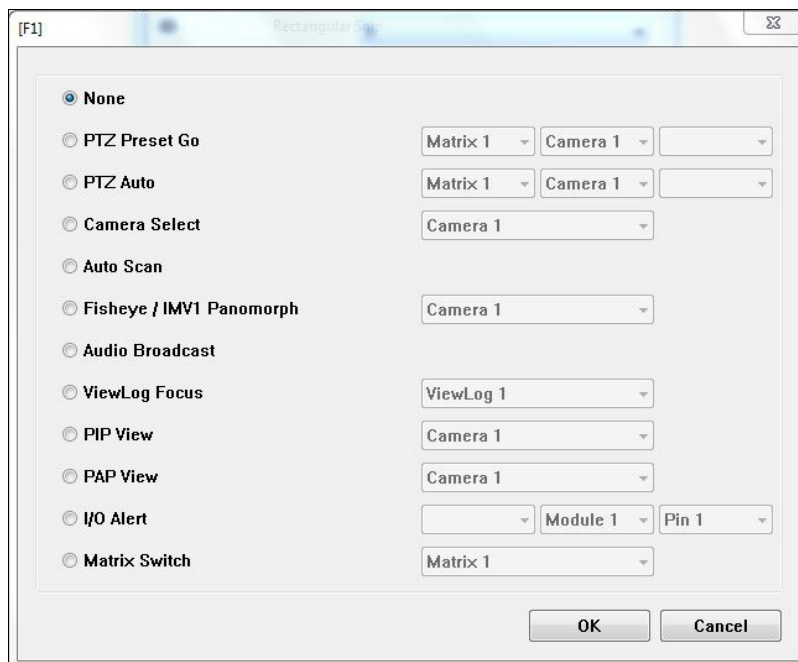 [F1]
Rectangular Snip
None
PTZ Preset Go Matrix 1 Camera 1
PTZ Auto Matrix 1 Camera 1
Camera Select Camera 1
Auto Scan
Fisheye / IMV1 Panomorph Camera 1
Audio Broadcast
ViewLog Focus ViewLog 1
PIP View Camera 1
PAP View Camera 1
I/O Alert Module 1 Pin 1
Matrix Switch Matrix 1
OK Cancel